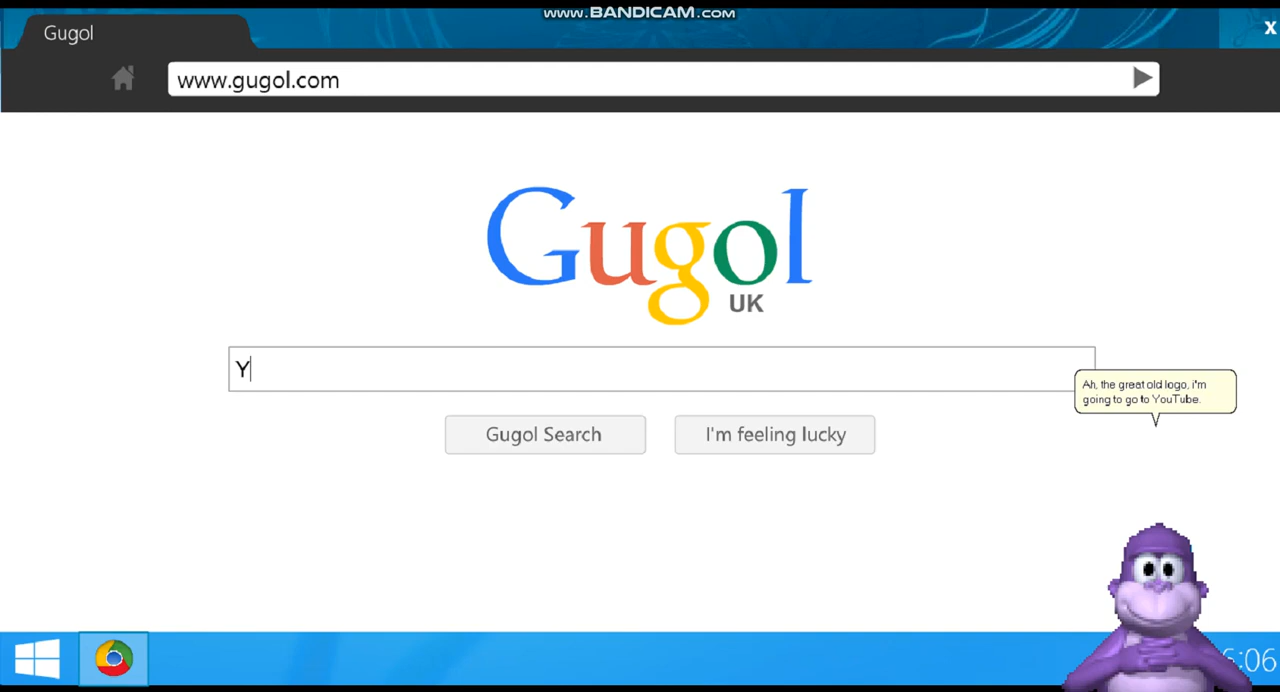 www.BANDICAM.com
Gugol
x
www.gugol.com
Gugol
UK
Y
Ah, the great old logo, i'm
going to go to YouTube.
Gugol Search
I'm feeling lucky
:06